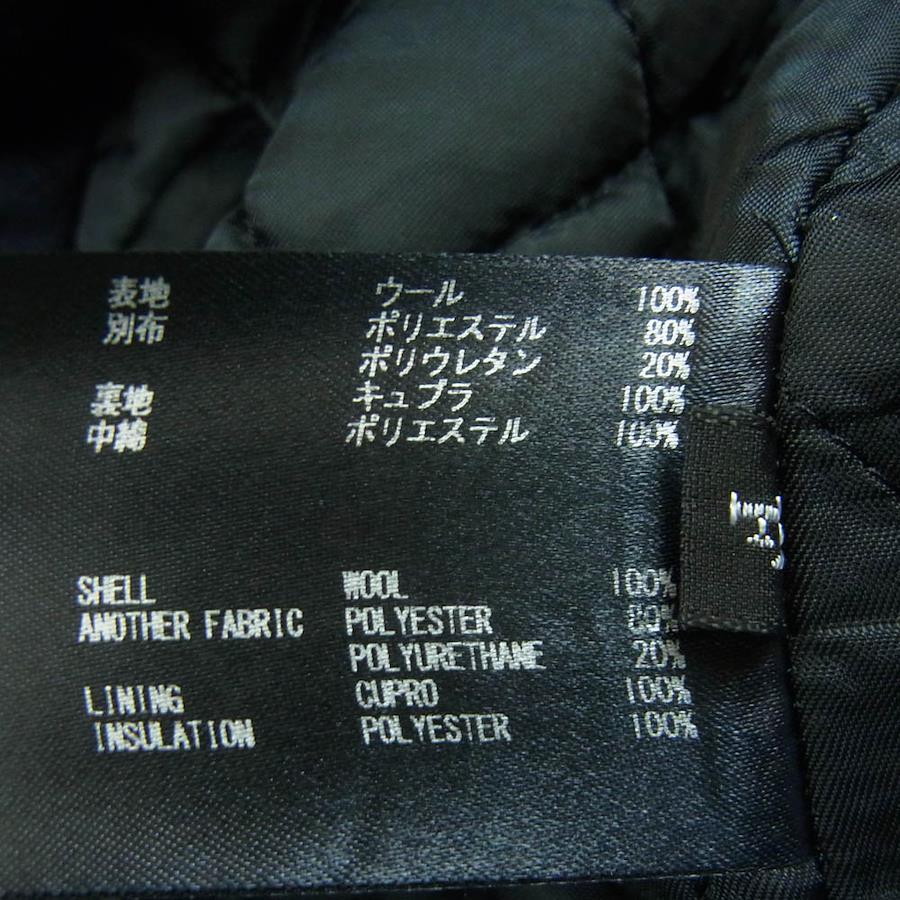 表地 ウール 100%
別布 ポリエステル 80%
ポリウレタン 20%
裏地 キュプラ 100%
中綿 ポリエステル 100%
SHELL WOOL 100%
ANOTHER FABRIC POLYESTER 80%
POLYURETHANE 20%
LINING CUPRO 100%
INSULATION POLYESTER 100%